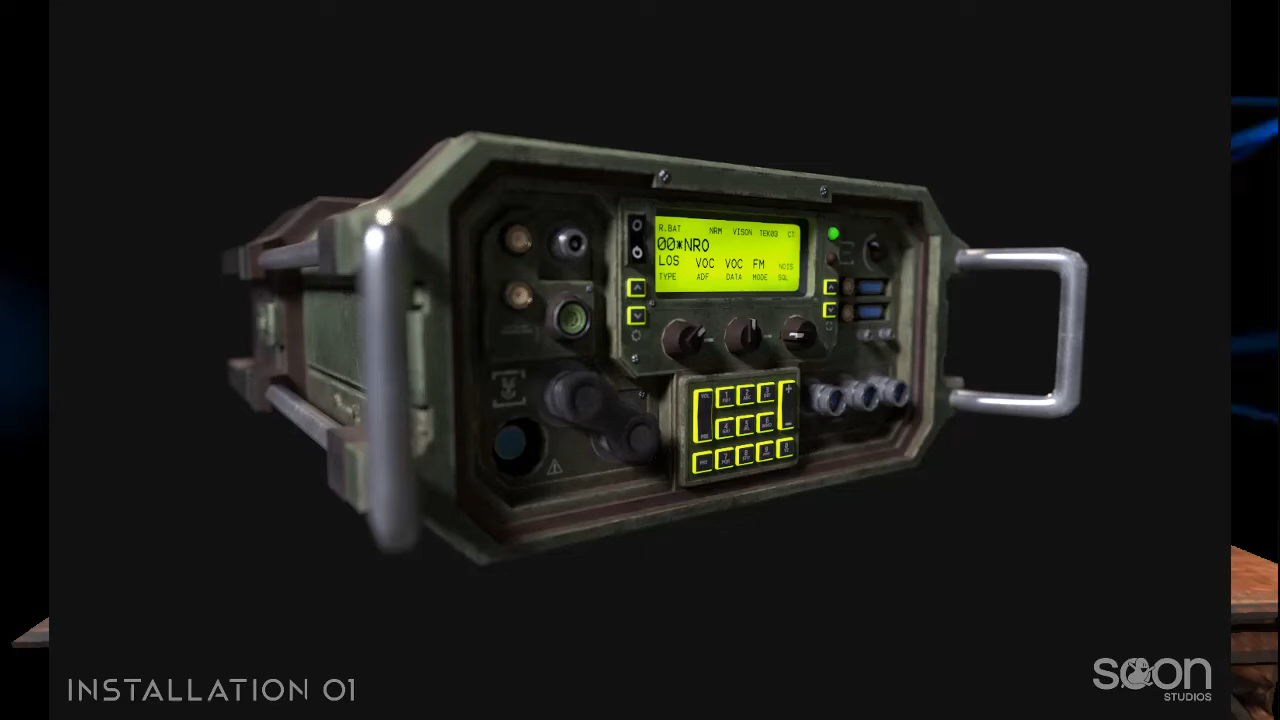 R.BAT NRM VISON TEK03 CT
00*NRO
LOS VOC VOC FM NOIS
TYPE ADF DATA MODE SQL
INSTALLATION 01
SOON
STUDIOS